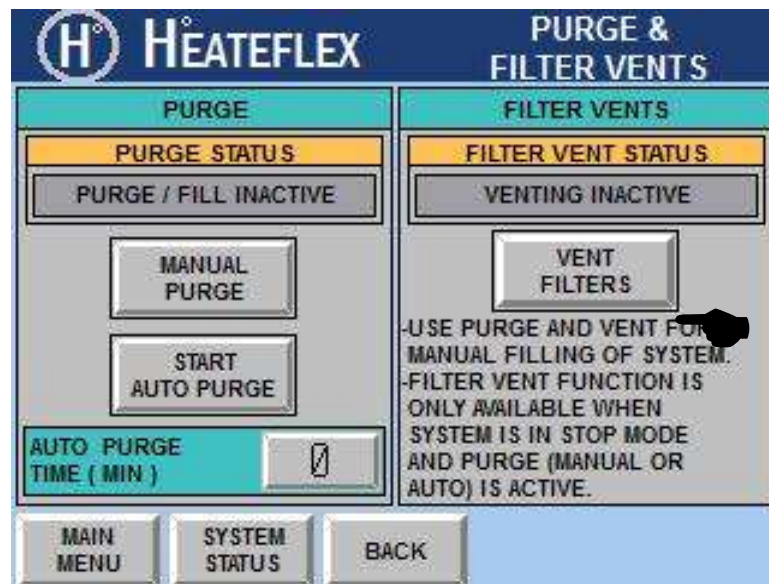 H HEATEFLEX
PURGE &
FILTER VENTS
PURGE
PURGE STATUS
PURGE / FILL INACTIVE
MANUAL
PURGE
START
AUTO PURGE
AUTO PURGE
TIME ( MIN )
0
FILTER VENTS
FILTER VENT STATUS
VENTING INACTIVE
VENT
FILTERS
-USE PURGE AND VENT FOR
MANUAL FILLING OF SYSTEM.
-FILTER VENT FUNCTION IS
ONLY AVAILABLE WHEN
SYSTEM IS IN STOP MODE
AND PURGE (MANUAL OR
AUTO) IS ACTIVE.
MAIN
MENU
SYSTEM
STATUS
BACK